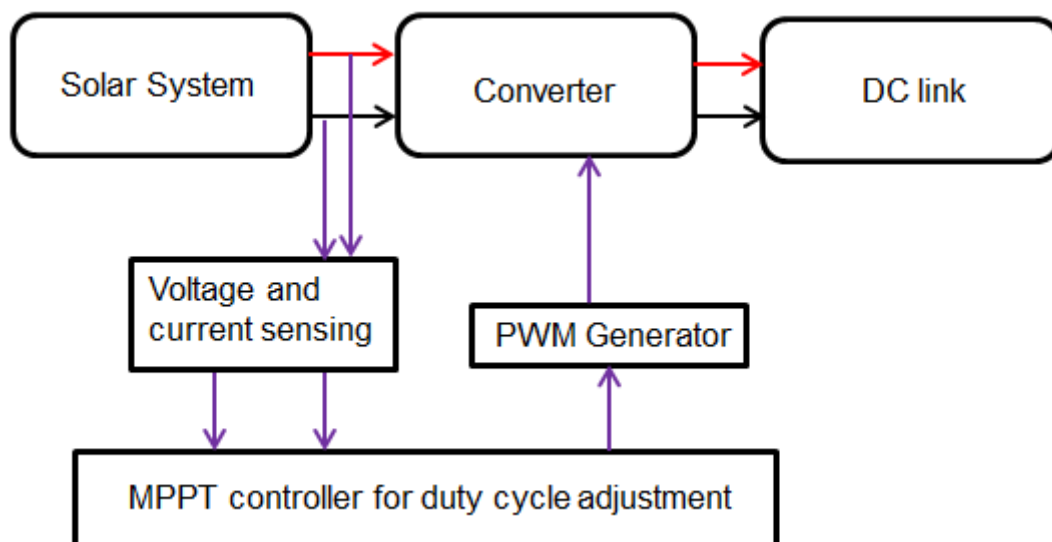 Solar System
Converter
DC link
Voltage and
current sensing
PWM Generator
MPPT controller for duty cycle adjustment